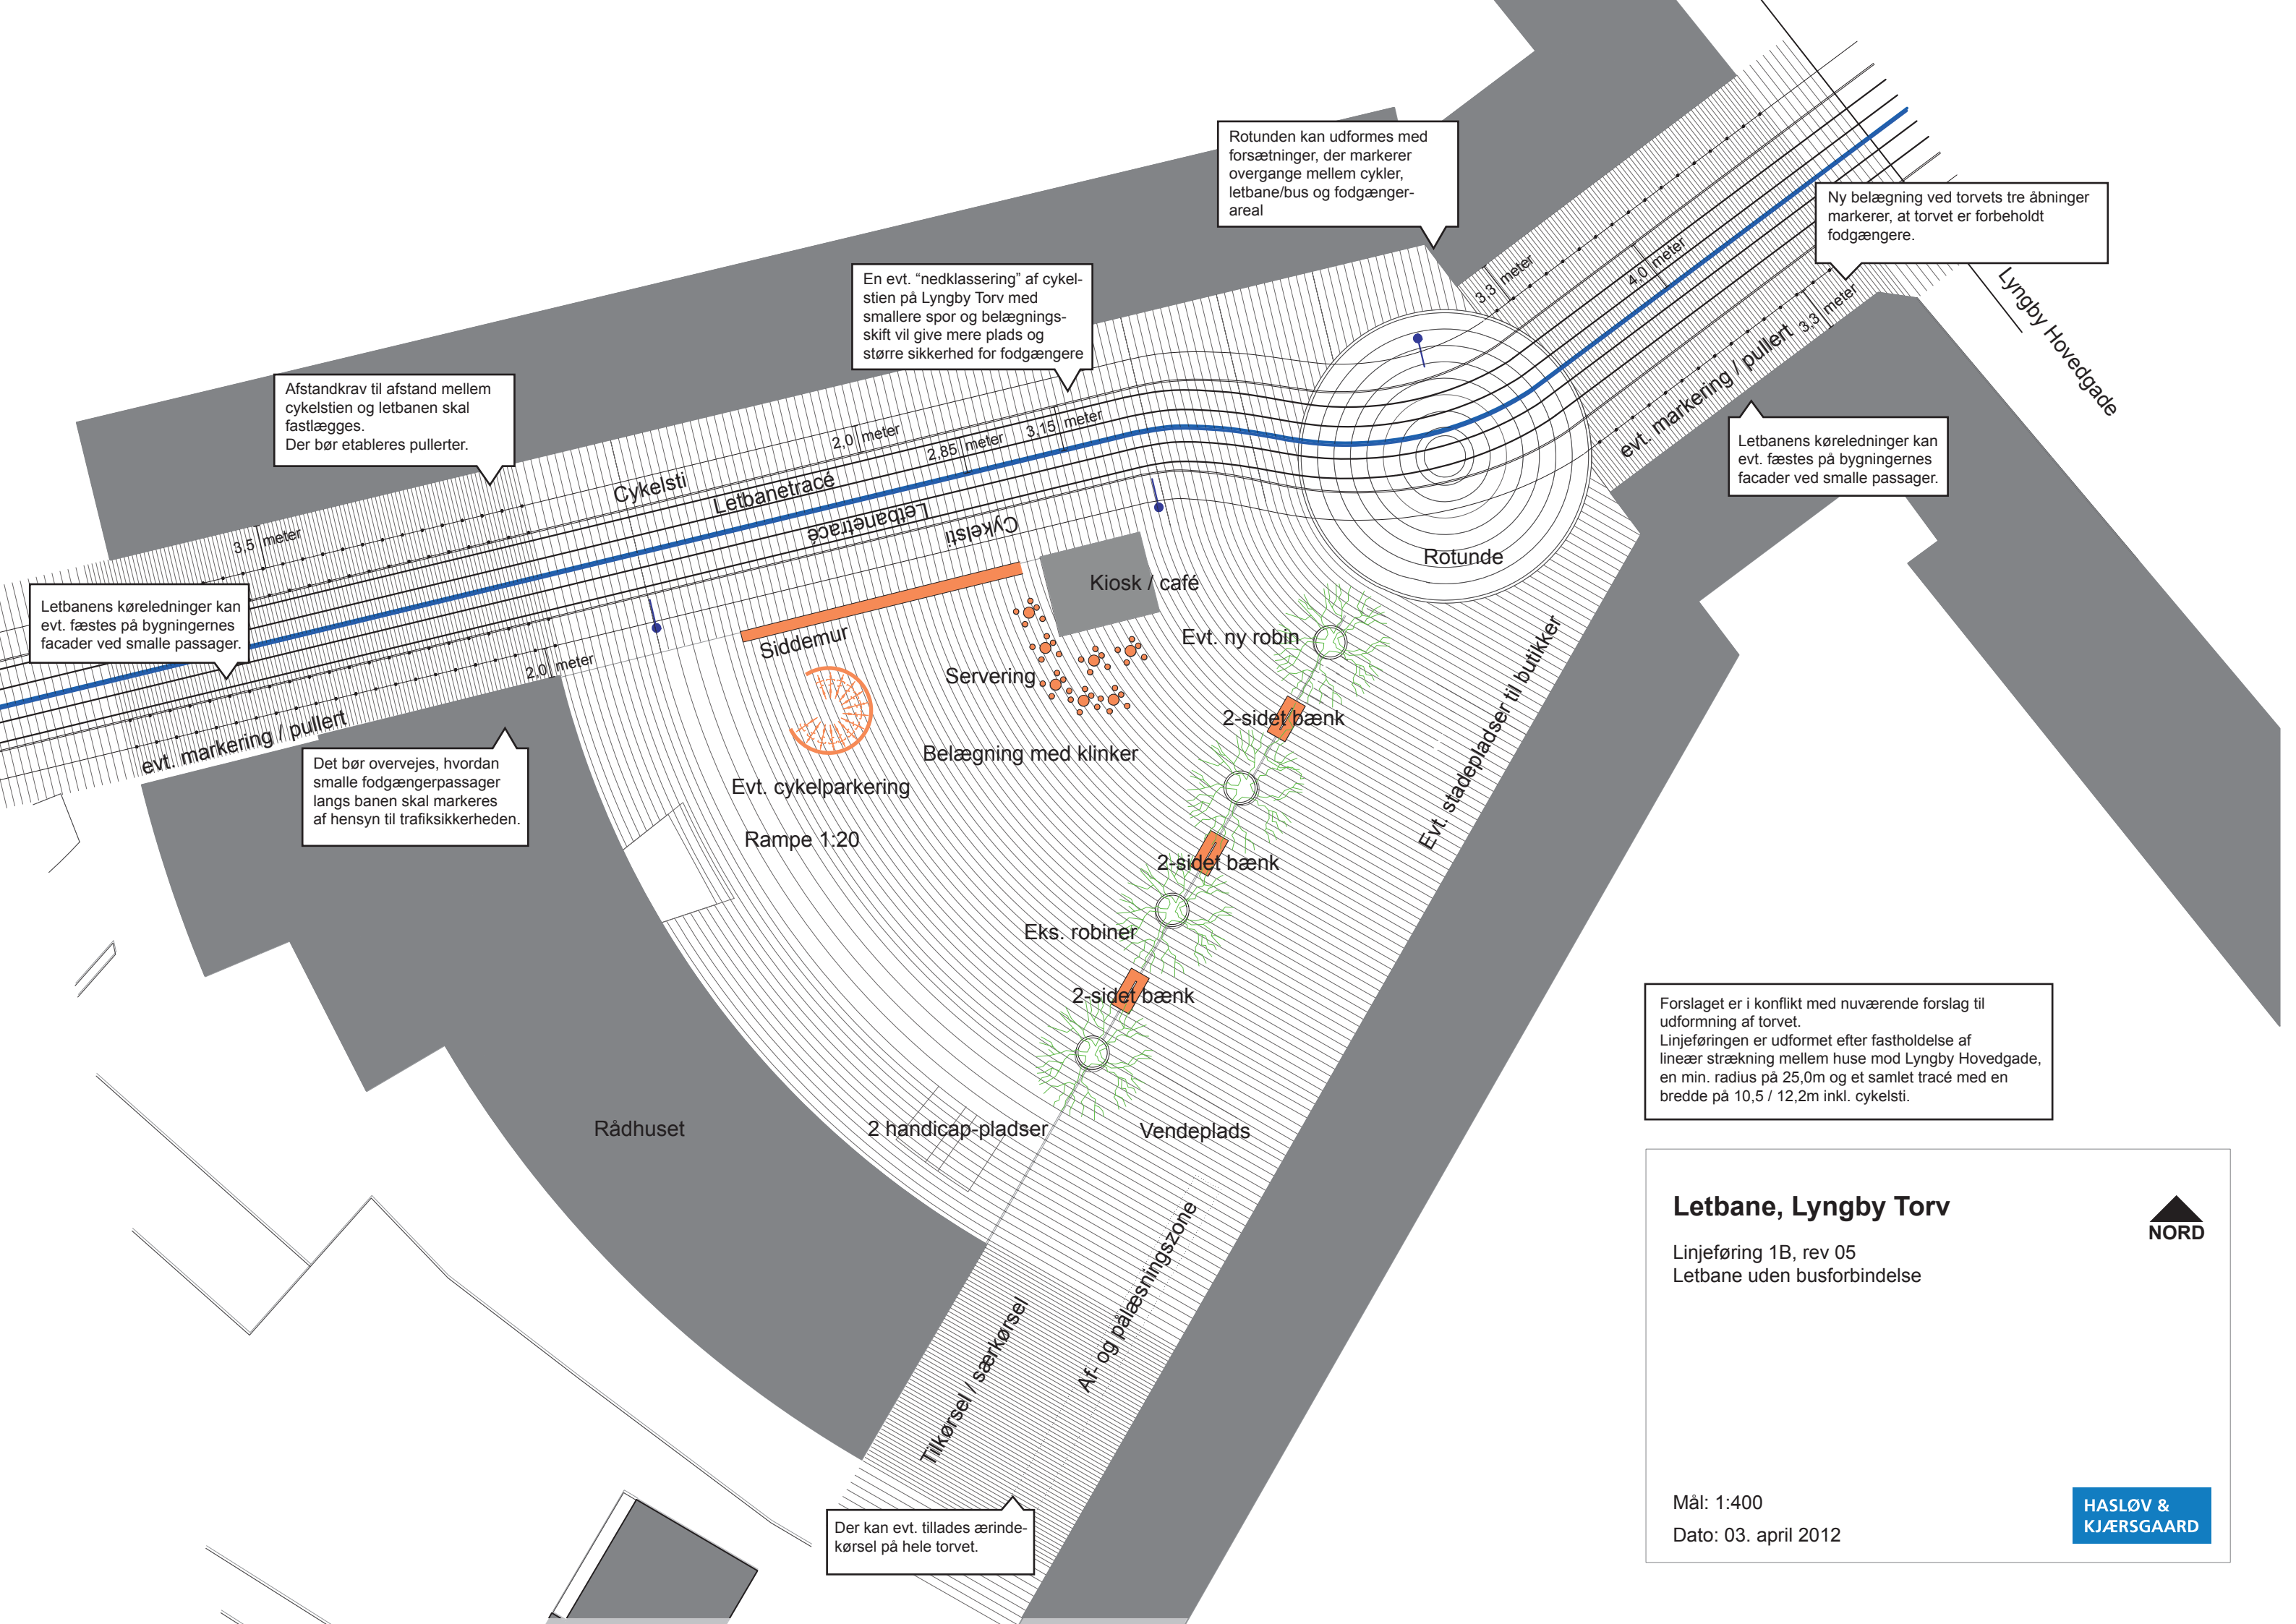 Rotunden kan udformes med
forsætninger, der markerer
overgange mellem cykler,
letbane/bus og fodgænger-
areal
Ny belægning ved torvets tre åbninger
markerer, at torvet er forbeholdt
fodgængere.
En evt. “nedklassering” af cykel-
stien på Lyngby Torv med
smallere spor og belægnings-
skift vil give mere plads og
større sikkerhed for fodgængere
Afstandkrav til afstand mellem
cykelstien og letbanen skal
fastlægges.
Der bør etableres pullerter.
3,3 meter
4,0 meter
3,3 meter
Lyngby Hovedgade
evt. markering / pullert
Letbanens køreledninger kan
evt. fæstes på bygningernes
facader ved smalle passager.
2,0 meter
2,85 meter
3,15 meter
Cykelsti
Letbanetracé
Letbanetracé
Cykelsti
3,5 meter
Rotunde
Kiosk / café
Letbanens køreledninger kan
evt. fæstes på bygningernes
facader ved smalle passager.
Siddemur
Evt. ny robin
2,0 meter
Servering
2-sidet bænk
evt. markering / pullert
Belægning med klinker
Evt. stadepladser til butikker
Det bør overvejes, hvordan
smalle fodgængerpassager
langs banen skal markeres
af hensyn til trafiksikkerheden.
Evt. cykelparkering
Rampe 1:20
2-sidet bænk
Eks. robiner
2-sidet bænk
Forslaget er i konflikt med nuværende forslag til
udformning af torvet.
Linjeføringen er udformet efter fastholdelse af
lineær strækning mellem huse mod Lyngby Hovedgade,
en min. radius på 25,0m og et samlet tracé med en
bredde på 10,5 / 12,2m inkl. cykelsti.
Rådhuset
2 handicap-pladser
Vendeplads
Tilkørsel / særkørsel
Af- og pålæsningszone
Letbane, Lyngby Torv
NORD
Linjeføring 1B, rev 05
Letbane uden busforbindelse
Der kan evt. tillades ærinde-
kørsel på hele torvet.
Mål: 1:400
Dato: 03. april 2012
HASLØV &
KJÆRSGAARD